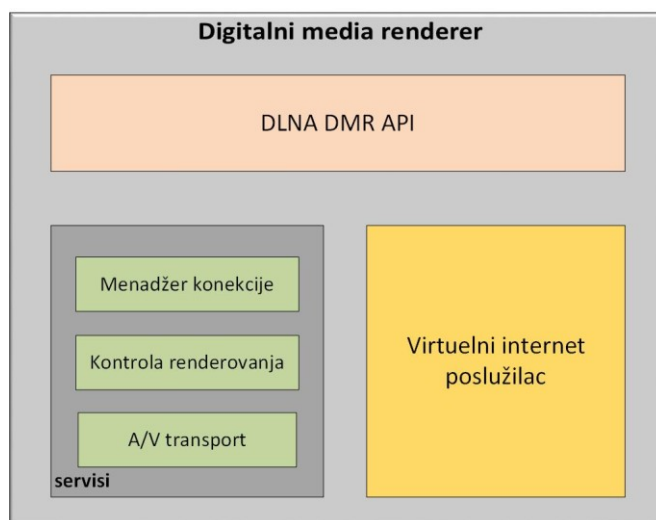 Digitalni media renderer
DLNA DMR API
Menadžer konekcije
Kontrola renderovanja
A/V transport
servisi
Virtuelni internet
poslužilac